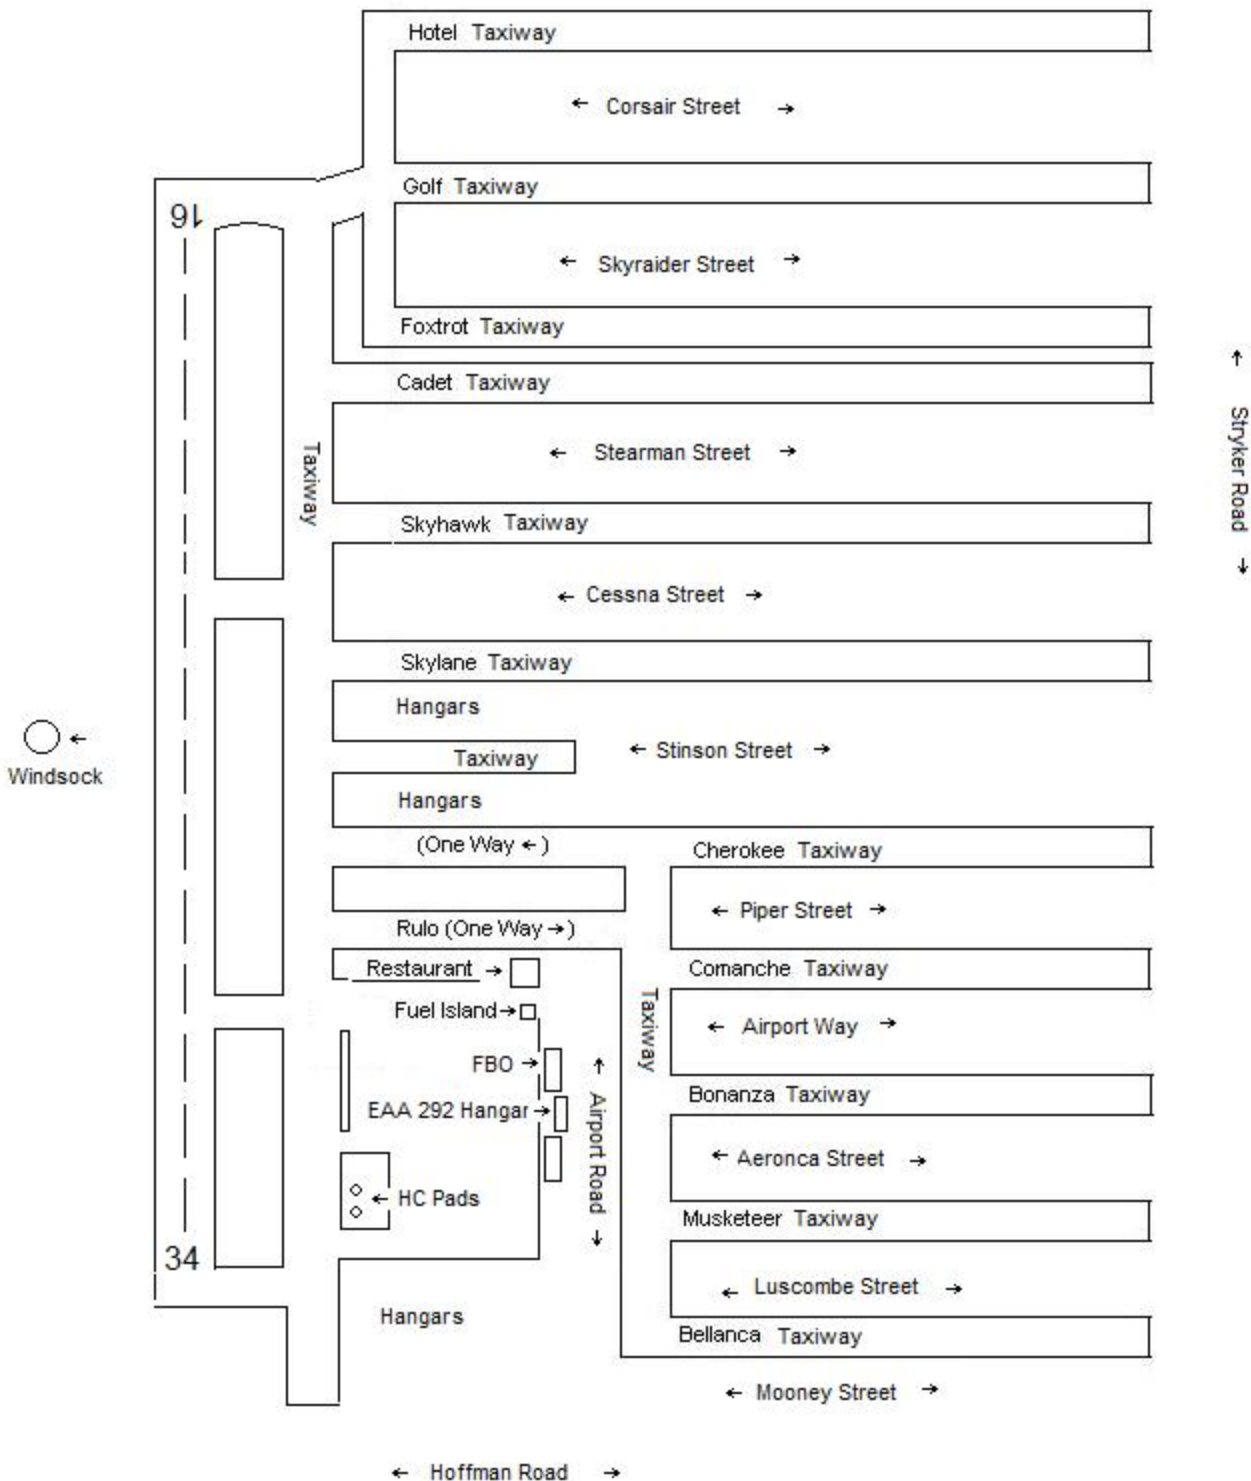 Hotel Taxiway
← Corsair Street →
Golf Taxiway
16
← Skyraider Street →
Foxtrot Taxiway
Cadet Taxiway
← Stryker Road →
← Stearman Street →
Taxiway
Skyhawk Taxiway
← Cessna Street →
Skylane Taxiway
Hangars
← Stinson Street →
Taxiway
←
Windsock
Hangars
(One Way ←)
Cherokee Taxiway
← Piper Street →
Rulo (One Way →)
Restaurant →
Comanche Taxiway
Fuel Island →
Taxiway
← Airport Way →
FBO →
Bonanza Taxiway
EAA 292 Hangar →
← Airport Road →
← Aeronca Street →
← HC Pads
Musketeer Taxiway
34
← Luscombe Street →
Hangars
Bellanca Taxiway
← Mooney Street →
← Hoffman Road →